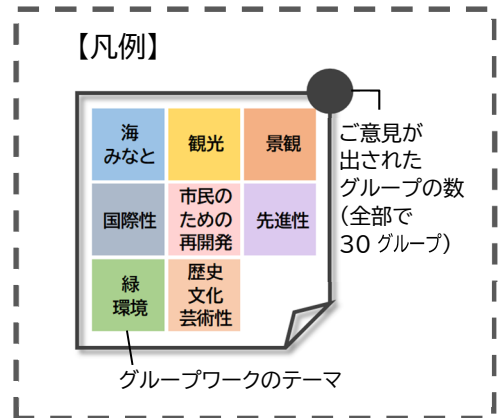 【凡例】
海
みなと
観光
景観
国際性
市民の
ための
再開発
先進性
緑
環境
歴史
文化
芸術性
ご意見が
出された
グループの数
(全部で
30 グループ)
グループワークのテーマ